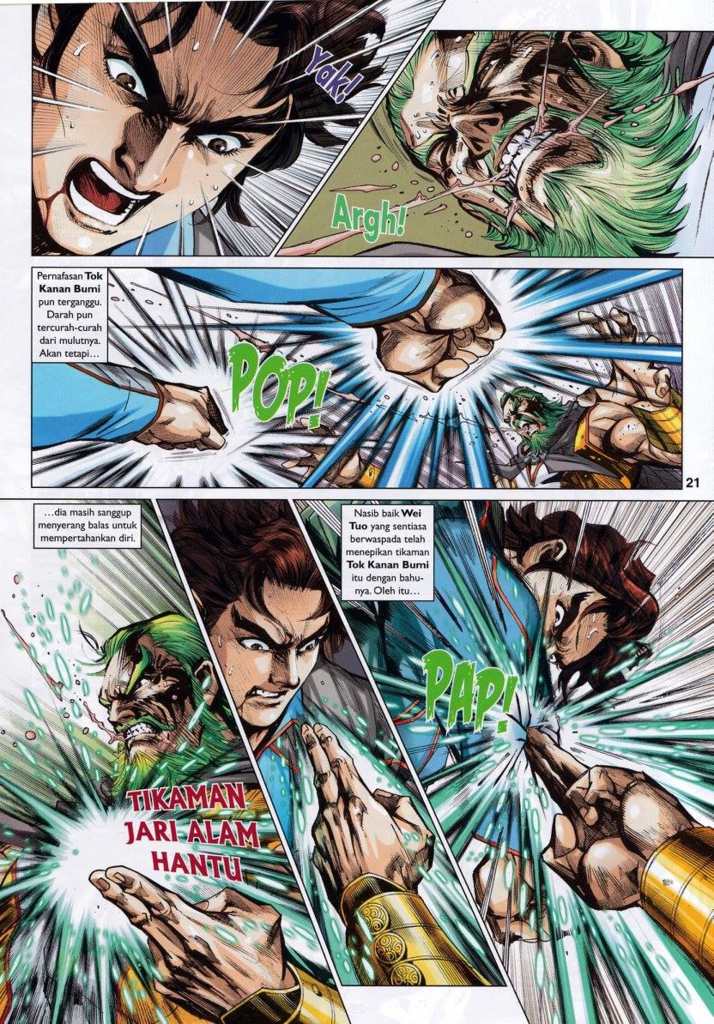 Yak!
Argh!
Pernafasan Tok
Kanan Bumi
pun terganggu.
Darah pun
tercurah-curah
dari mulutnya.
Akan tetapi...
POP!
21
...dia masih sanggup
menyerang balas untuk
mempertahankan diri.
TIKAMAN
JARI ALAM
HANTU
Nasib baik Wei
Tuo yang sentiasa
berwaspada telah
menepikan tikaman
Tok Kanan Bumi
itu dengan bahu-
nya. Oleh itu...
PAP!